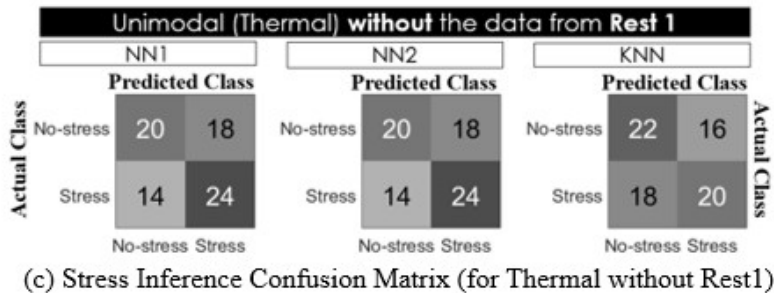 Unimodal (Thermal) without the data from Rest 1
NN1 NN2 KNN
Predicted Class Predicted Class Predicted Class
Actual Class
No-stress 20 18 No-stress 20 18 No-stress 22 16
Stress 14 24 Stress 14 24 Stress 18 20
Actual Class
No-stress Stress No-stress Stress No-stress Stress
(c) Stress Inference Confusion Matrix (for Thermal without Rest1)